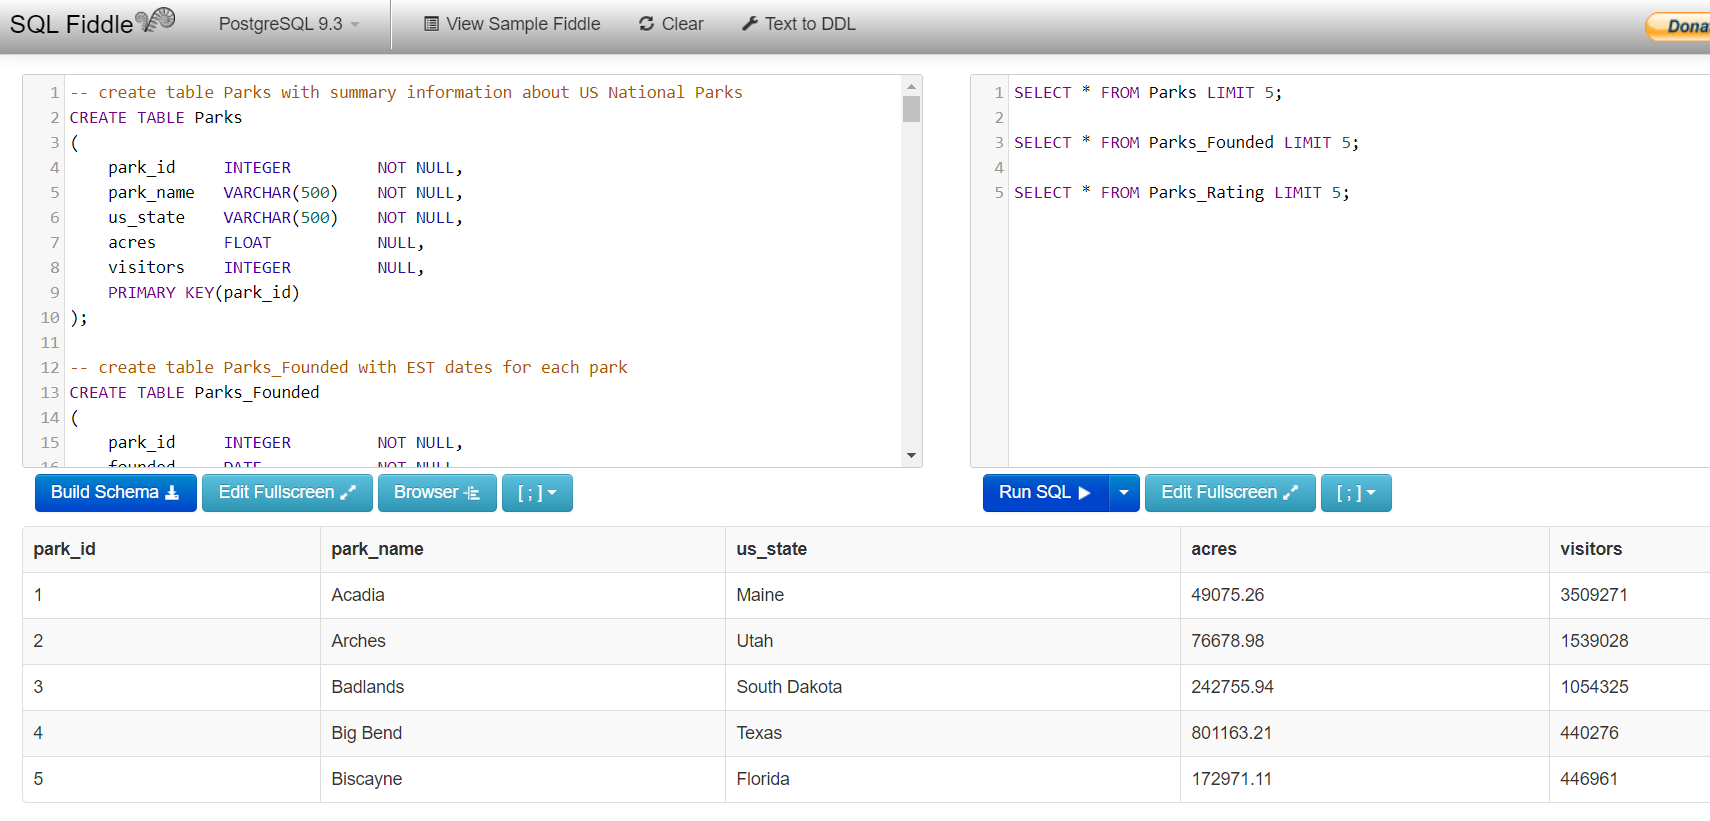 SQL Fiddle PostgreSQL 9.3 View Sample Fiddle Clear Text to DDL
1 -- create table Parks with summary information about US National Parks
2 CREATE TABLE Parks
3 (
4 park_id INTEGER NOT NULL,
5 park_name VARCHAR(500) NOT NULL,
6 us_state VARCHAR(500) NOT NULL,
7 acres FLOAT NULL,
8 visitors INTEGER NULL,
9 PRIMARY KEY(park_id)
10 );
11
12 -- create table Parks_Founded with EST dates for each park
13 CREATE TABLE Parks_Founded
14 (
15 park_id INTEGER NOT NULL,
16 founded DATE NOT NULL
1 SELECT * FROM Parks LIMIT 5;
2
3 SELECT * FROM Parks_Founded LIMIT 5;
4
5 SELECT * FROM Parks_Rating LIMIT 5;
Build Schema Edit Fullscreen Browser [ ; ]
Run SQL Edit Fullscreen [ ; ]
park_id park_name us_state acres visitors
1 Acadia Maine 49075.26 3509271
2 Arches Utah 76678.98 1539028
3 Badlands South Dakota 242755.94 1054325
4 Big Bend Texas 801163.21 440276
5 Biscayne Florida 172971.11 446961